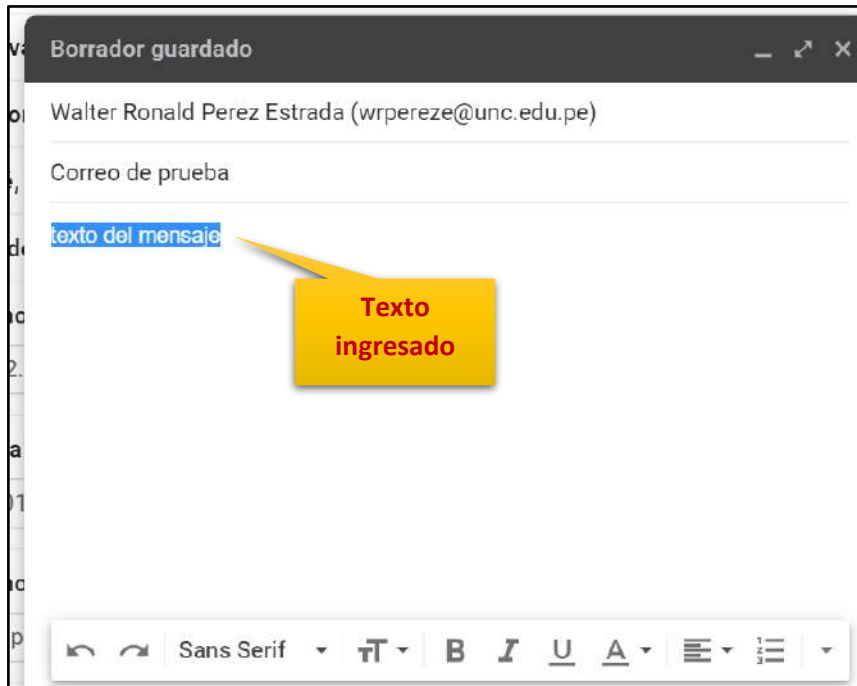 Borrador guardado
Walter Ronald Perez Estrada (wrpereze@unc.edu.pe)
Correo de prueba
texto del mensaje
Texto
ingresado
Sans Serif